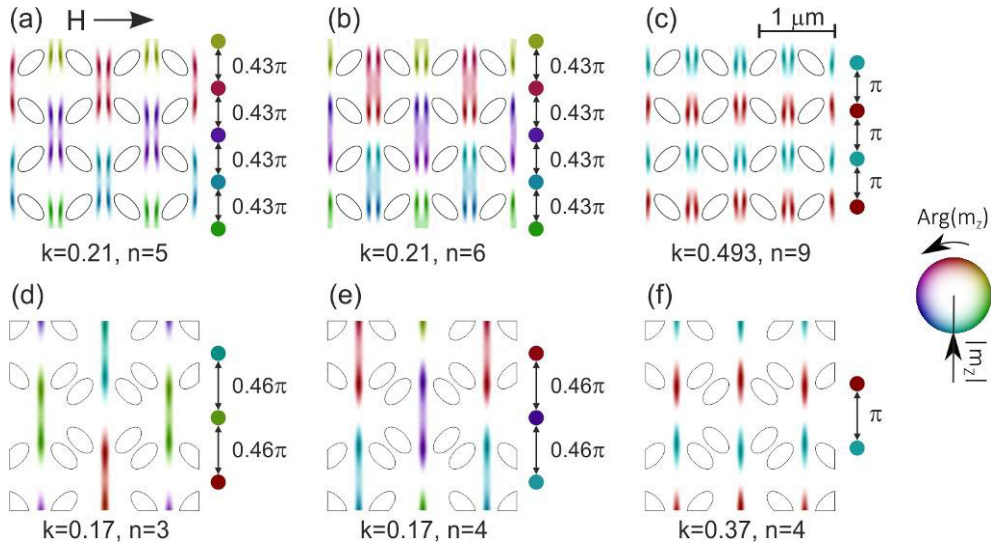 (a) H
0.43π
0.43π
0.43π
0.43π
k=0.21, n=5
(b)
0.43π
0.43π
0.43π
0.43π
k=0.21, n=6
(c) 1 μm
π
π
π
k=0.493, n=9
Arg(m_z)
|m_z|
(d)
0.46π
0.46π
k=0.17, n=3
(e)
0.46π
0.46π
k=0.17, n=4
(f)
π
k=0.37, n=4